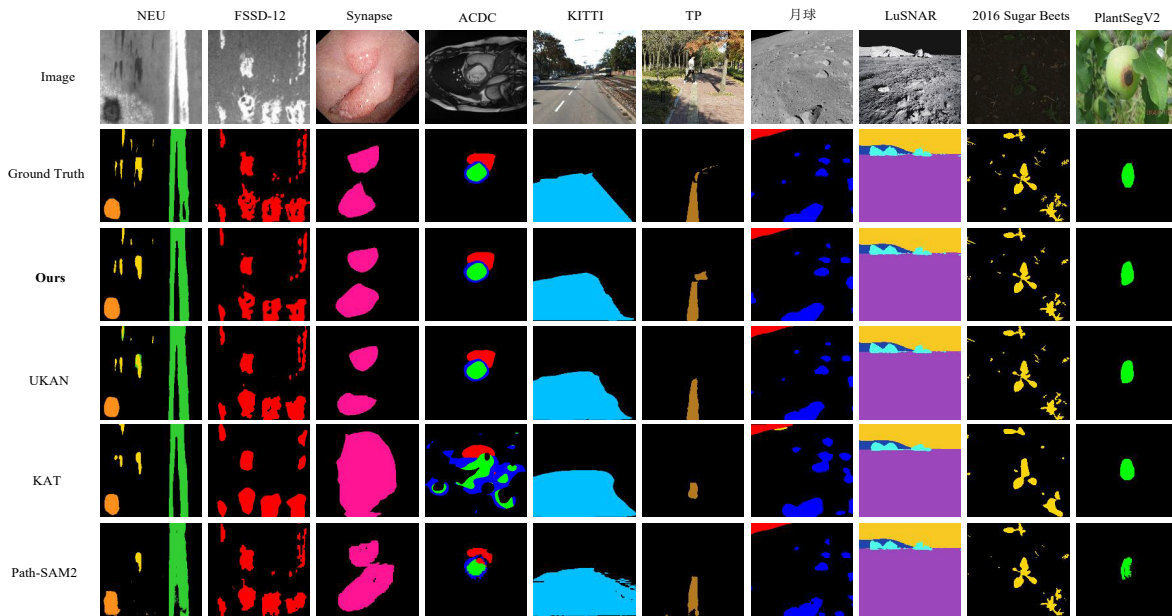 NEU FSSD-12 Synapse ACDC KITTI TP 月球 LuSNAR 2016 Sugar Beets PlantSegV2
Image
Ground Truth
Ours
UKAN
KAT
Path-SAM2